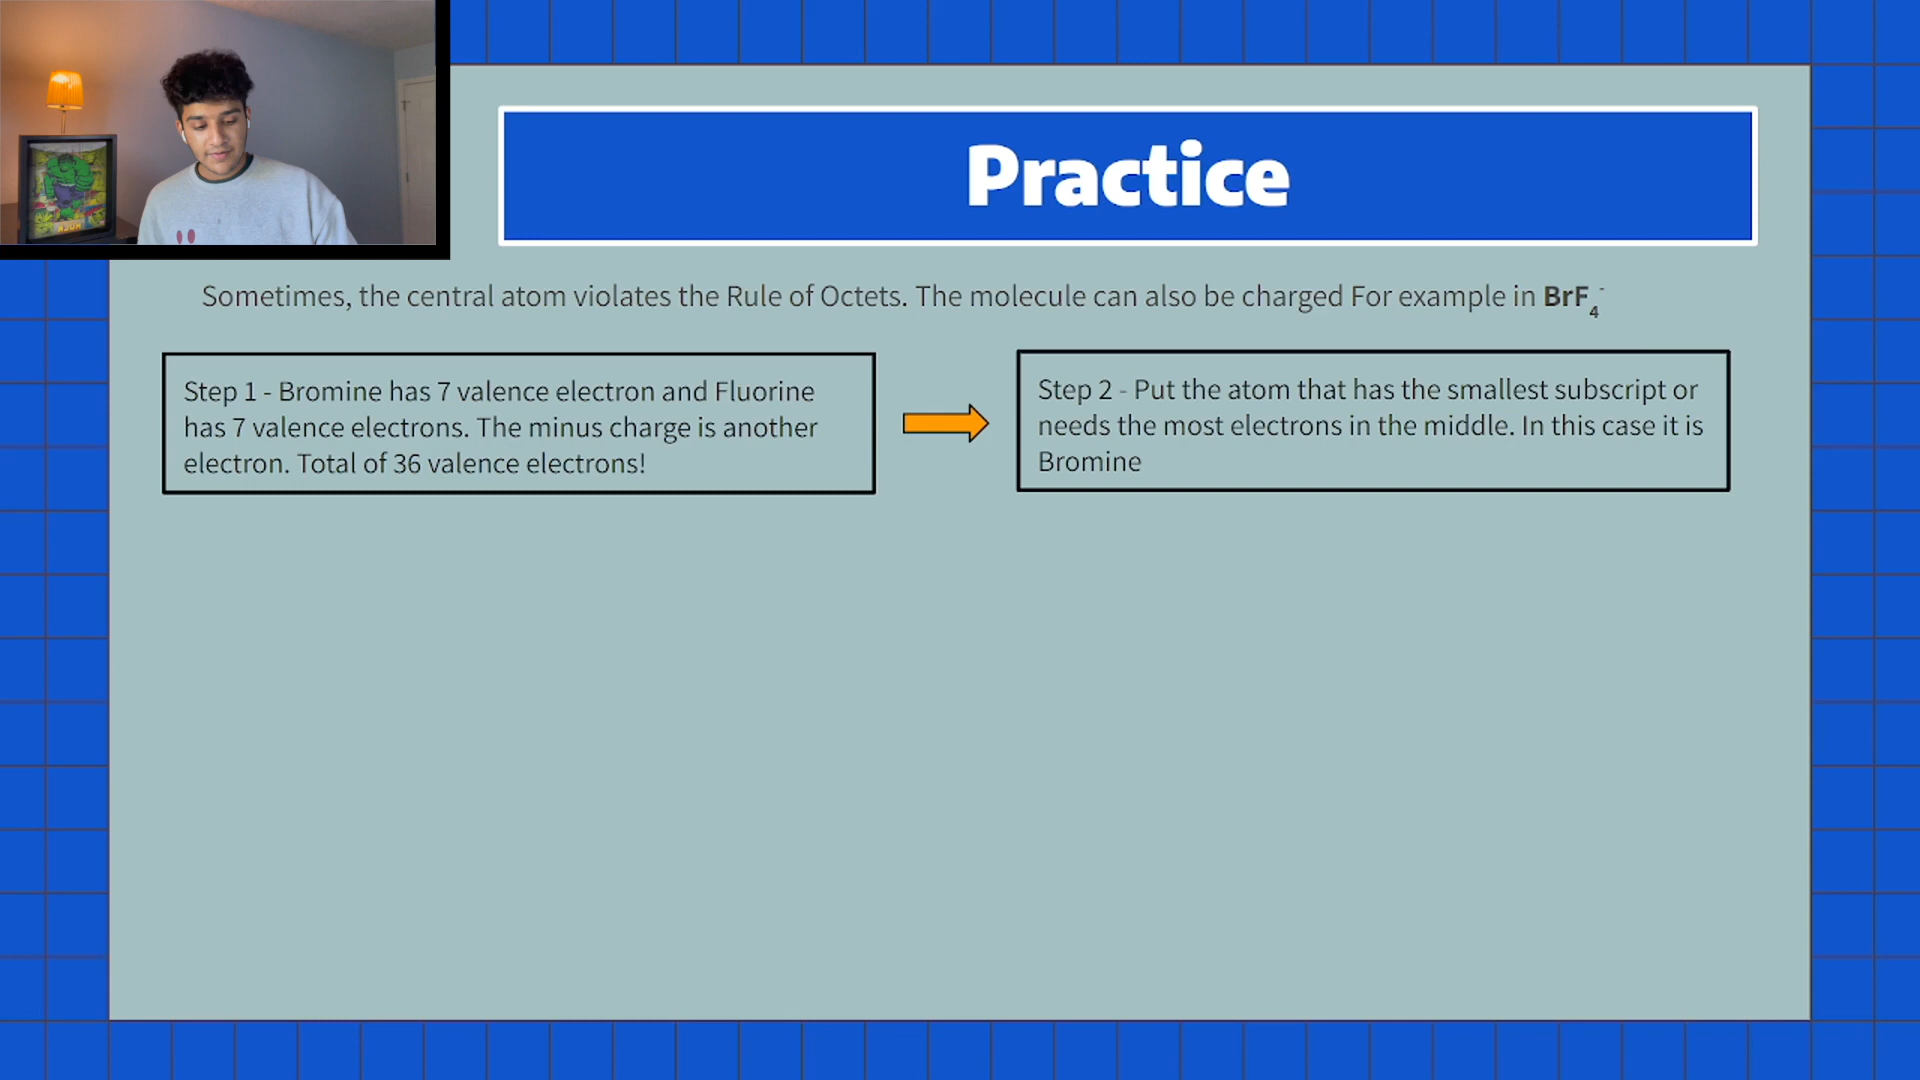 Practice
Sometimes, the central atom violates the Rule of Octets. The molecule can also be charged For example in BrF4-
Step 1 - Bromine has 7 valence electron and Fluorine
has 7 valence electrons. The minus charge is another
electron. Total of 36 valence electrons!
Step 2 - Put the atom that has the smallest subscript or
needs the most electrons in the middle. In this case it is
Bromine